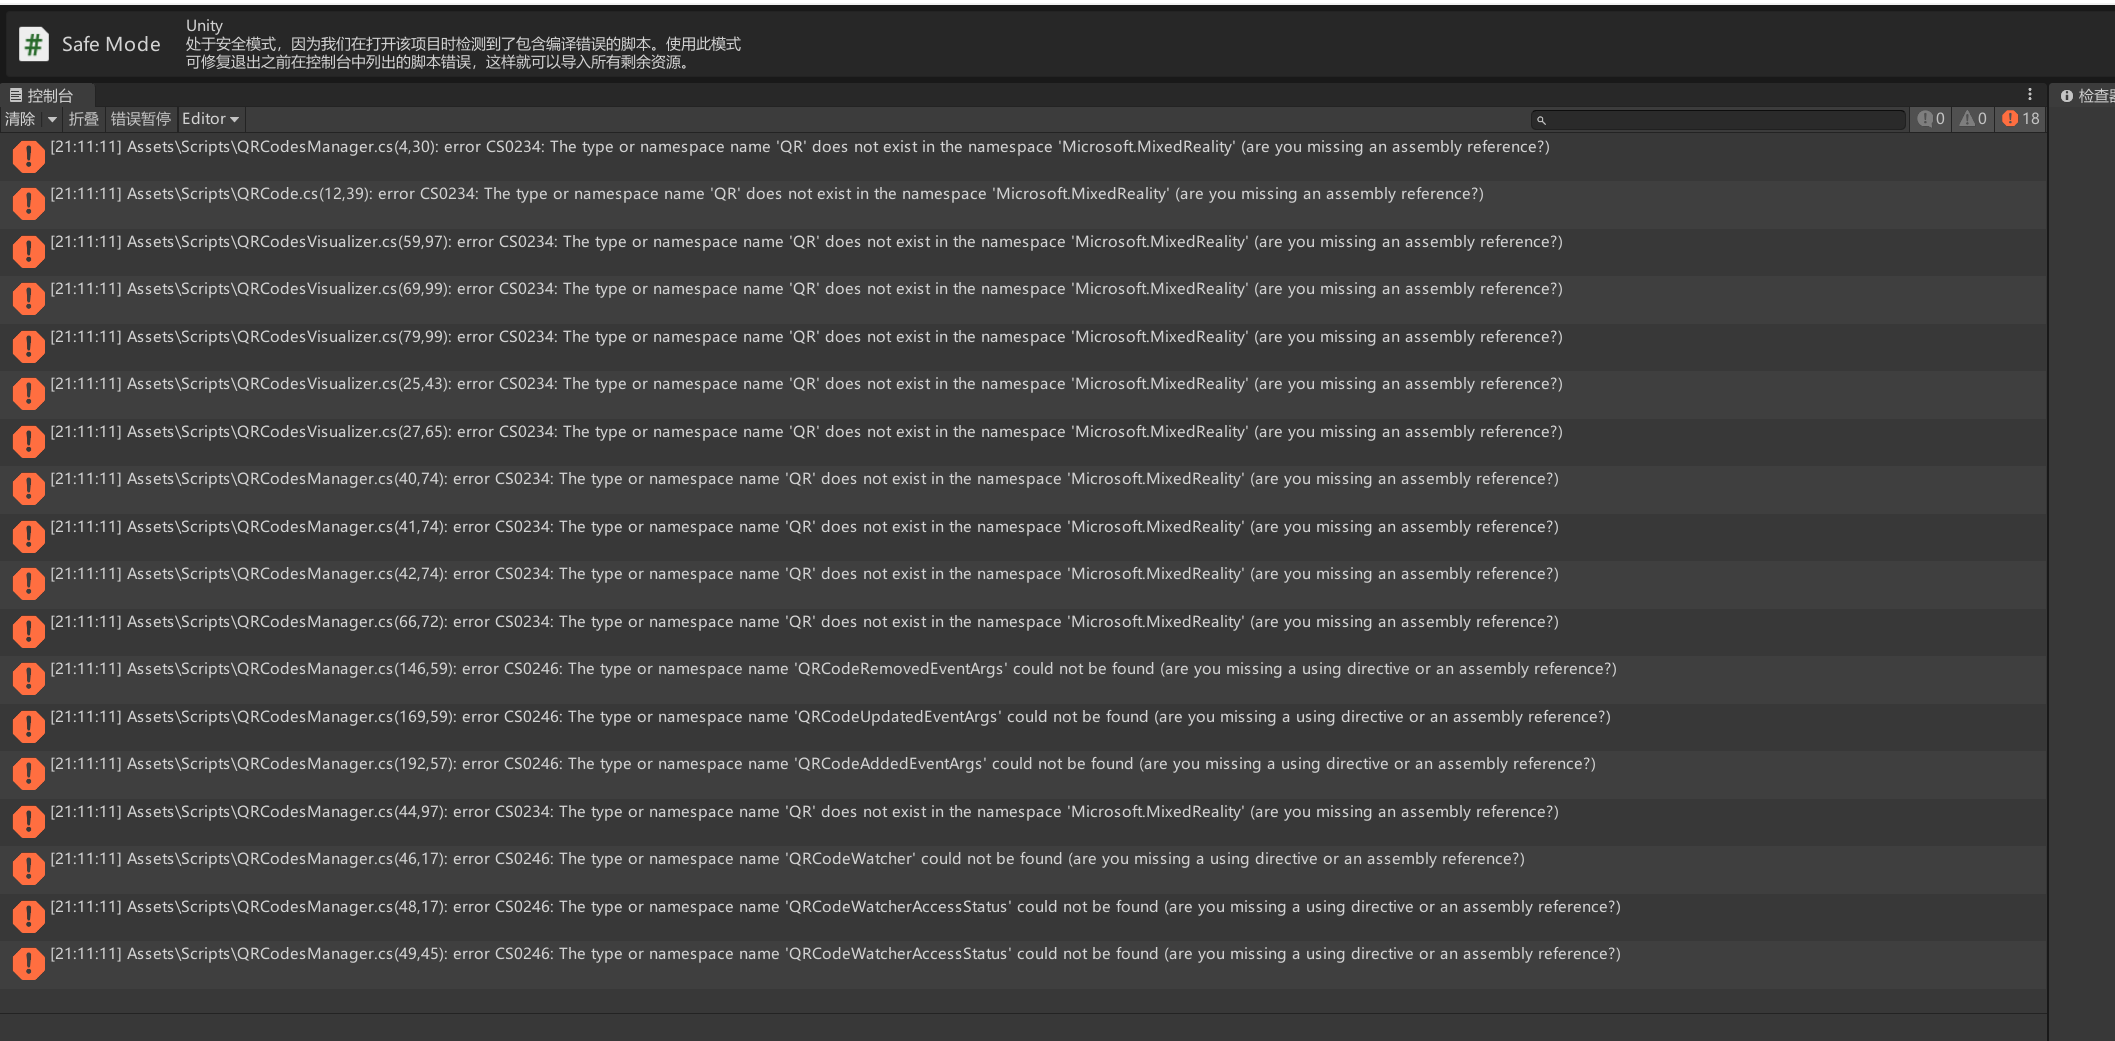 Safe Mode
Unity
处于安全模式，因为我们在打开该项目时检测到了包含编译错误的脚本。使用此模式
可修复退出之前在控制台中列出的脚本错误，这样就可以导入所有剩余资源。
控制台
清除 折叠 错误暂停 Editor 0 0 18
[21:11:11] Assets\Scripts\QRCodesManager.cs(4,30): error CS0234: The type or namespace name 'QR' does not exist in the namespace 'Microsoft.MixedReality' (are you missing an assembly reference?)
[21:11:11] Assets\Scripts\QRCode.cs(12,39): error CS0234: The type or namespace name 'QR' does not exist in the namespace 'Microsoft.MixedReality' (are you missing an assembly reference?)
[21:11:11] Assets\Scripts\QRCodesVisualizer.cs(59,97): error CS0234: The type or namespace name 'QR' does not exist in the namespace 'Microsoft.MixedReality' (are you missing an assembly reference?)
[21:11:11] Assets\Scripts\QRCodesVisualizer.cs(69,99): error CS0234: The type or namespace name 'QR' does not exist in the namespace 'Microsoft.MixedReality' (are you missing an assembly reference?)
[21:11:11] Assets\Scripts\QRCodesVisualizer.cs(79,99): error CS0234: The type or namespace name 'QR' does not exist in the namespace 'Microsoft.MixedReality' (are you missing an assembly reference?)
[21:11:11] Assets\Scripts\QRCodesVisualizer.cs(25,43): error CS0234: The type or namespace name 'QR' does not exist in the namespace 'Microsoft.MixedReality' (are you missing an assembly reference?)
[21:11:11] Assets\Scripts\QRCodesVisualizer.cs(27,65): error CS0234: The type or namespace name 'QR' does not exist in the namespace 'Microsoft.MixedReality' (are you missing an assembly reference?)
[21:11:11] Assets\Scripts\QRCodesManager.cs(40,74): error CS0234: The type or namespace name 'QR' does not exist in the namespace 'Microsoft.MixedReality' (are you missing an assembly reference?)
[21:11:11] Assets\Scripts\QRCodesManager.cs(41,74): error CS0234: The type or namespace name 'QR' does not exist in the namespace 'Microsoft.MixedReality' (are you missing an assembly reference?)
[21:11:11] Assets\Scripts\QRCodesManager.cs(42,74): error CS0234: The type or namespace name 'QR' does not exist in the namespace 'Microsoft.MixedReality' (are you missing an assembly reference?)
[21:11:11] Assets\Scripts\QRCodesManager.cs(66,72): error CS0234: The type or namespace name 'QR' does not exist in the namespace 'Microsoft.MixedReality' (are you missing an assembly reference?)
[21:11:11] Assets\Scripts\QRCodesManager.cs(146,59): error CS0246: The type or namespace name 'QRCodeRemovedEventArgs' could not be found (are you missing a using directive or an assembly reference?)
[21:11:11] Assets\Scripts\QRCodesManager.cs(169,59): error CS0246: The type or namespace name 'QRCodeUpdatedEventArgs' could not be found (are you missing a using directive or an assembly reference?)
[21:11:11] Assets\Scripts\QRCodesManager.cs(192,57): error CS0246: The type or namespace name 'QRCodeAddedEventArgs' could not be found (are you missing a using directive or an assembly reference?)
[21:11:11] Assets\Scripts\QRCodesManager.cs(44,97): error CS0234: The type or namespace name 'QR' does not exist in the namespace 'Microsoft.MixedReality' (are you missing an assembly reference?)
[21:11:11] Assets\Scripts\QRCodesManager.cs(46,17): error CS0246: The type or namespace name 'QRCodeWatcher' could not be found (are you missing a using directive or an assembly reference?)
[21:11:11] Assets\Scripts\QRCodesManager.cs(48,17): error CS0246: The type or namespace name 'QRCodeWatcherAccessStatus' could not be found (are you missing a using directive or an assembly reference?)
[21:11:11] Assets\Scripts\QRCodesManager.cs(49,45): error CS0246: The type or namespace name 'QRCodeWatcherAccessStatus' could not be found (are you missing a using directive or an assembly reference?)